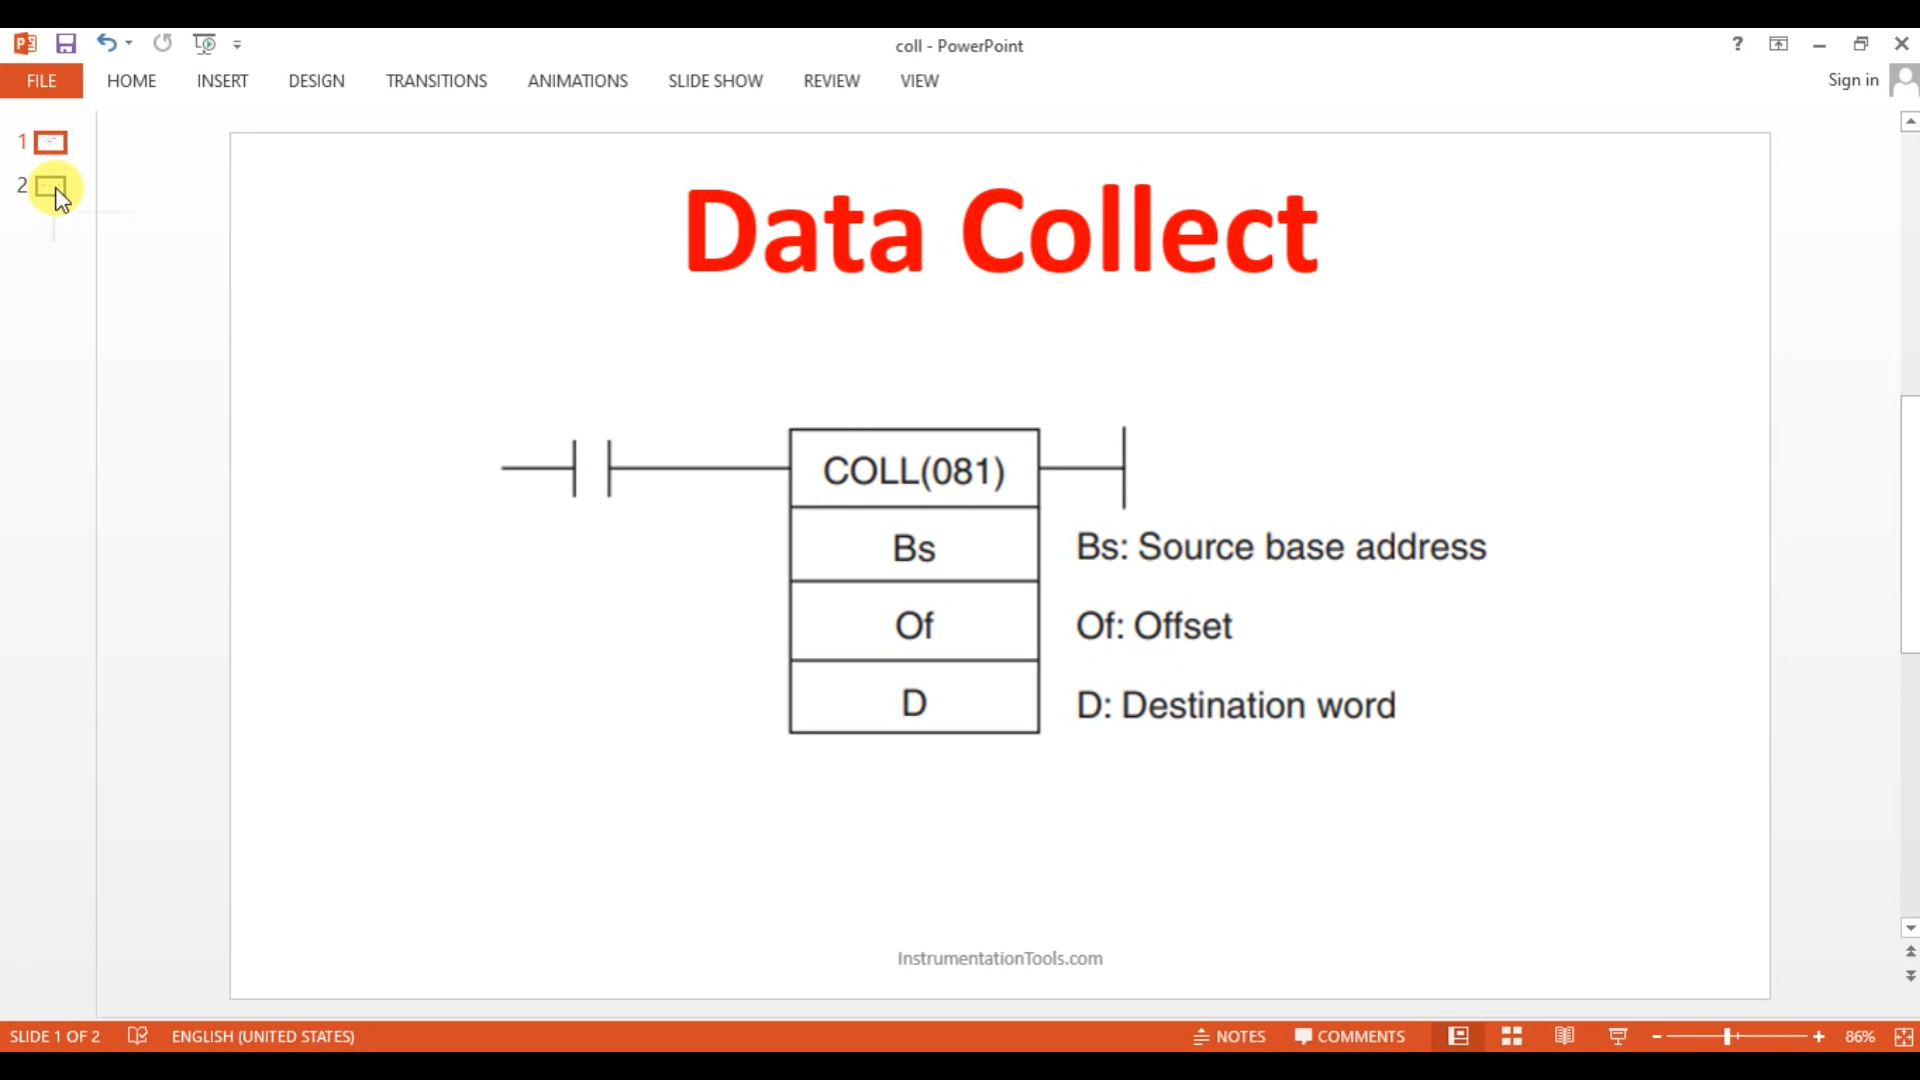 coll - PowerPoint
?
FILE HOME INSERT DESIGN TRANSITIONS ANIMATIONS SLIDE SHOW REVIEW VIEW Sign in
1
2
Data Collect
COLL(081)
Bs Bs: Source base address
Of Of: Offset
D D: Destination word
InstrumentationTools.com
SLIDE 1 OF 2 ENGLISH (UNITED STATES) NOTES COMMENTS 86%